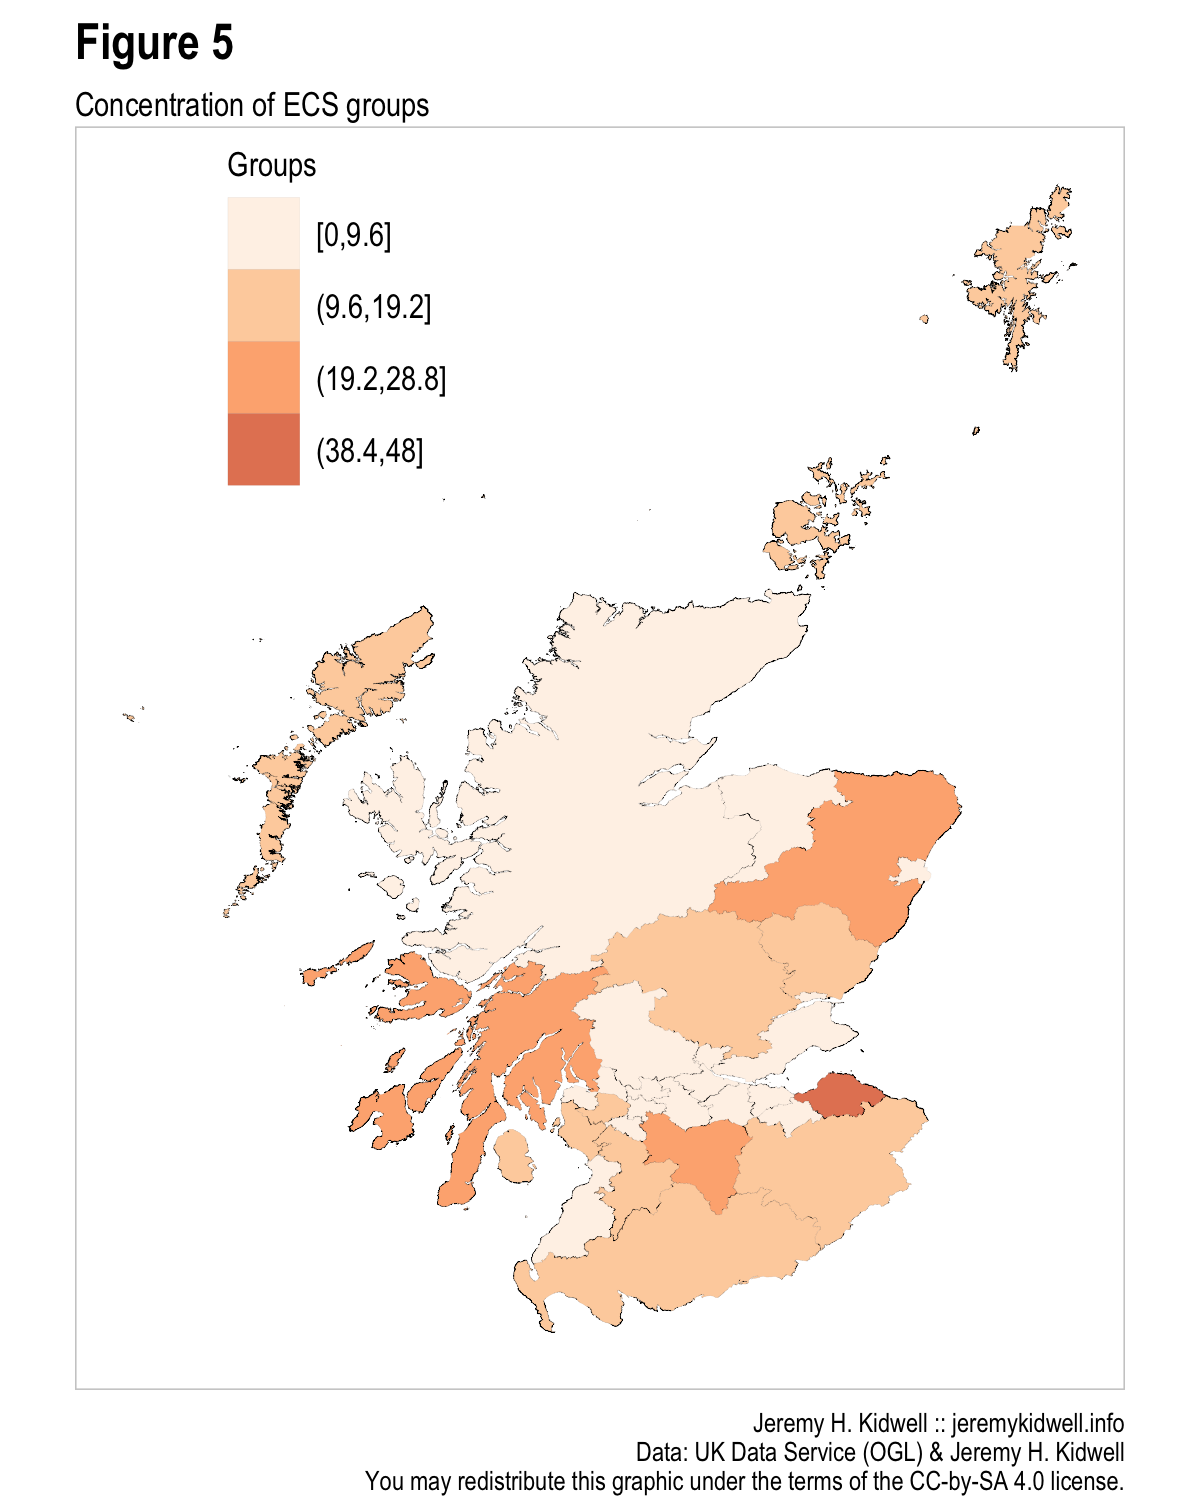 Figure 5
Concentration of ECS groups
Groups
[0,9.6]
(9.6,19.2]
(19.2,28.8]
(38.4,48]
Jeremy H. Kidwell :: jeremykidwell.info
Data: UK Data Service (OGL) & Jeremy H. Kidwell
You may redistribute this graphic under the terms of the CC-by-SA 4.0 license.